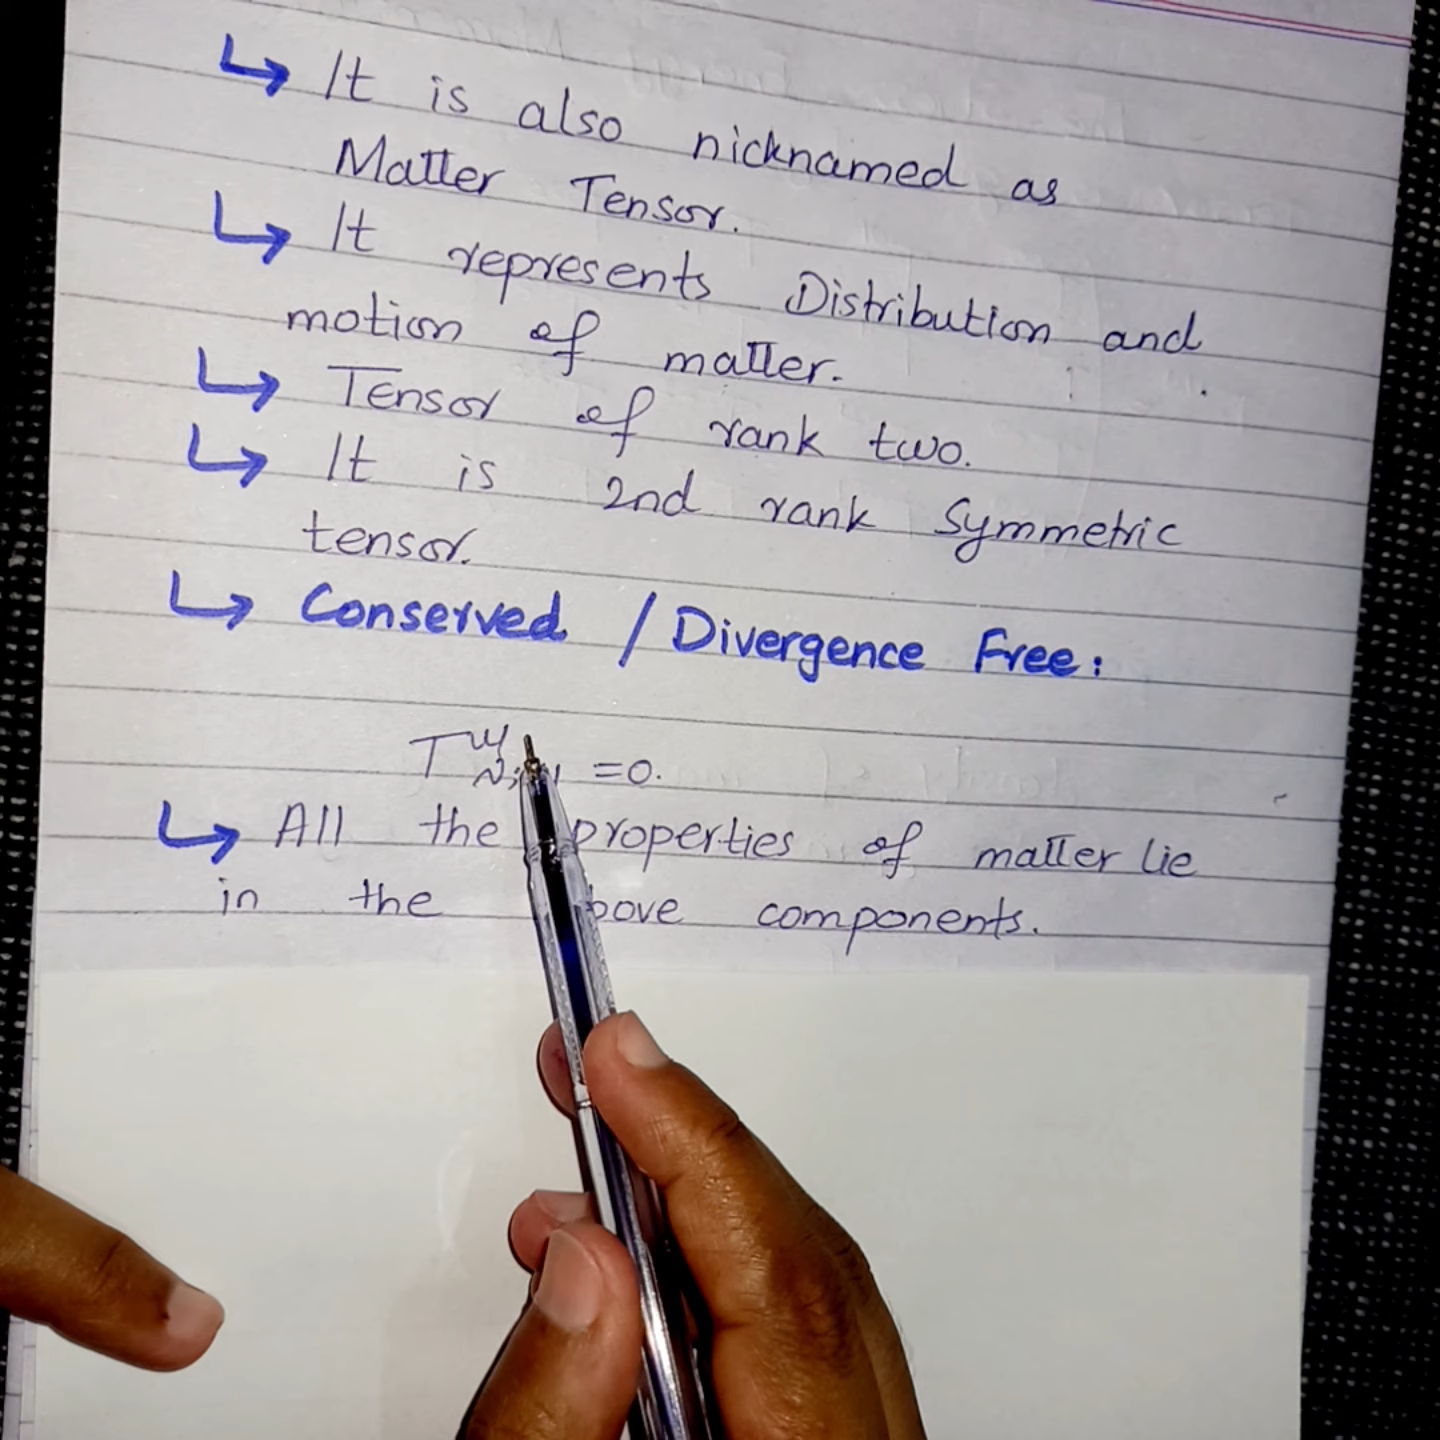 ↳ It is also nicknamed as
Matter Tensor.
↳ It represents Distribution and
motion of matter.
↳ Tensor of rank two.
↳ It is 2nd rank Symmetric
tensor.
↳ Conserved / Divergence Free:
=0.
↳ All the properties of matter lie
in the components.